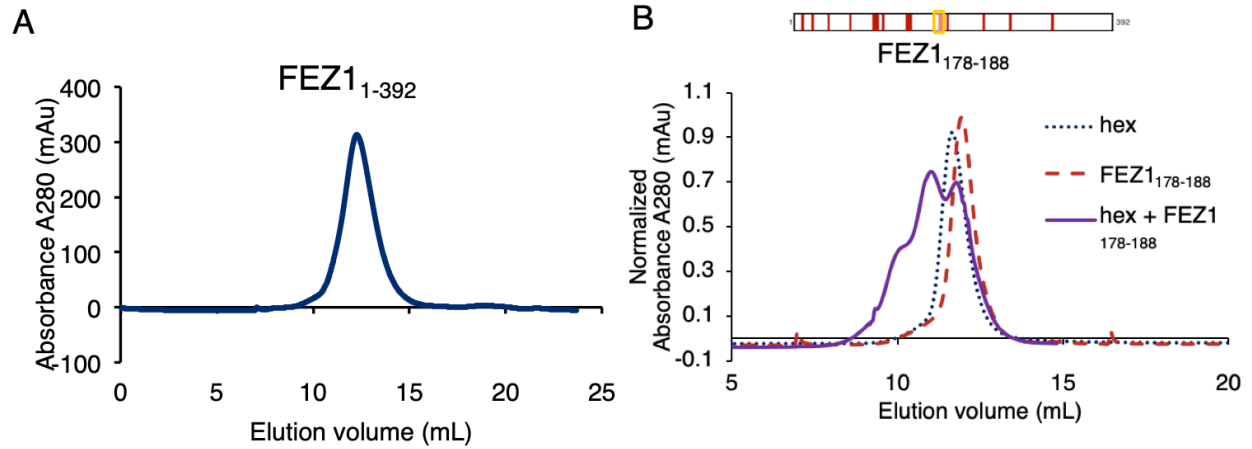 A
FEZ1₁₋₃₉₂
Absorbance A280 (mAu)
400
300
200
100
0
-100
0 5 10 15 20 25
Elution volume (mL)
B
1 392
FEZ1₁₇₈₋₁₈₈
Normalized
Absorbance A280 (mAu)
1.1
0.9
0.7
0.5
0.3
0.1
-0.1
5 10 15 20
Elution volume (mL)
hex
FEZ1₁₇₈₋₁₈₈
hex + FEZ1
178-188